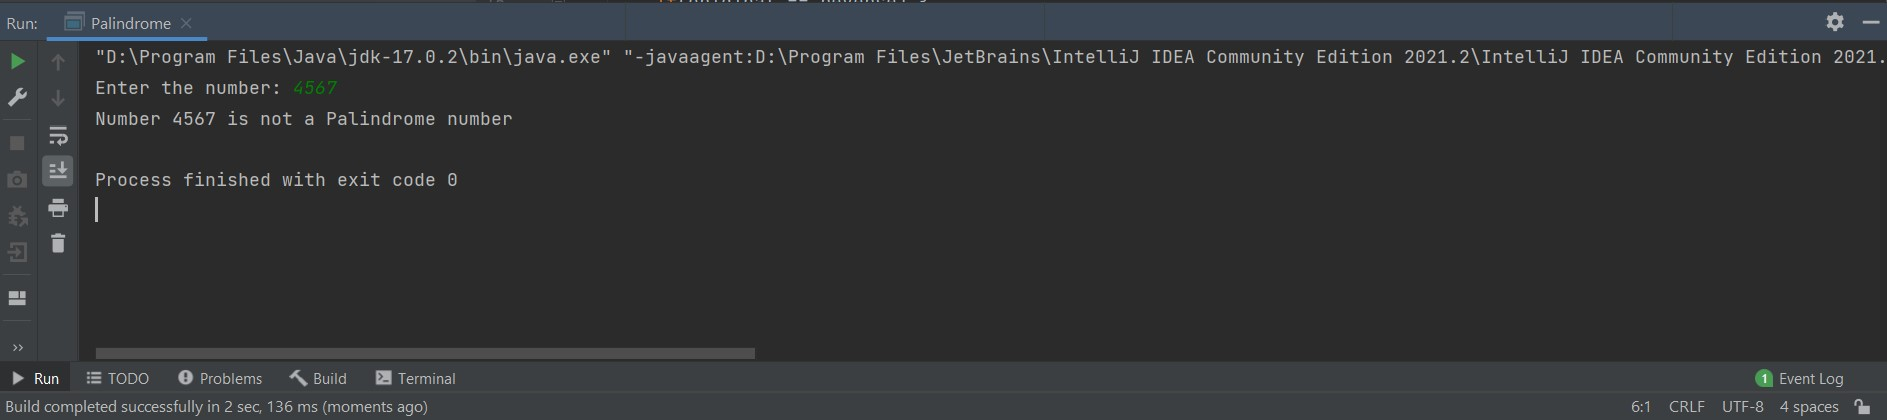 Run: Palindrome
"D:\Program Files\Java\jdk-17.0.2\bin\java.exe" "-javaagent:D:\Program Files\JetBrains\IntelliJ IDEA Community Edition 2021.2\IntelliJ IDEA Community Edition 2021.
Enter the number: 4567
Number 4567 is not a Palindrome number
Process finished with exit code 0
Run TODO Problems Build Terminal 1 Event Log
Build completed successfully in 2 sec, 136 ms (moments ago) 6:1 CRLF UTF-8 4 spaces